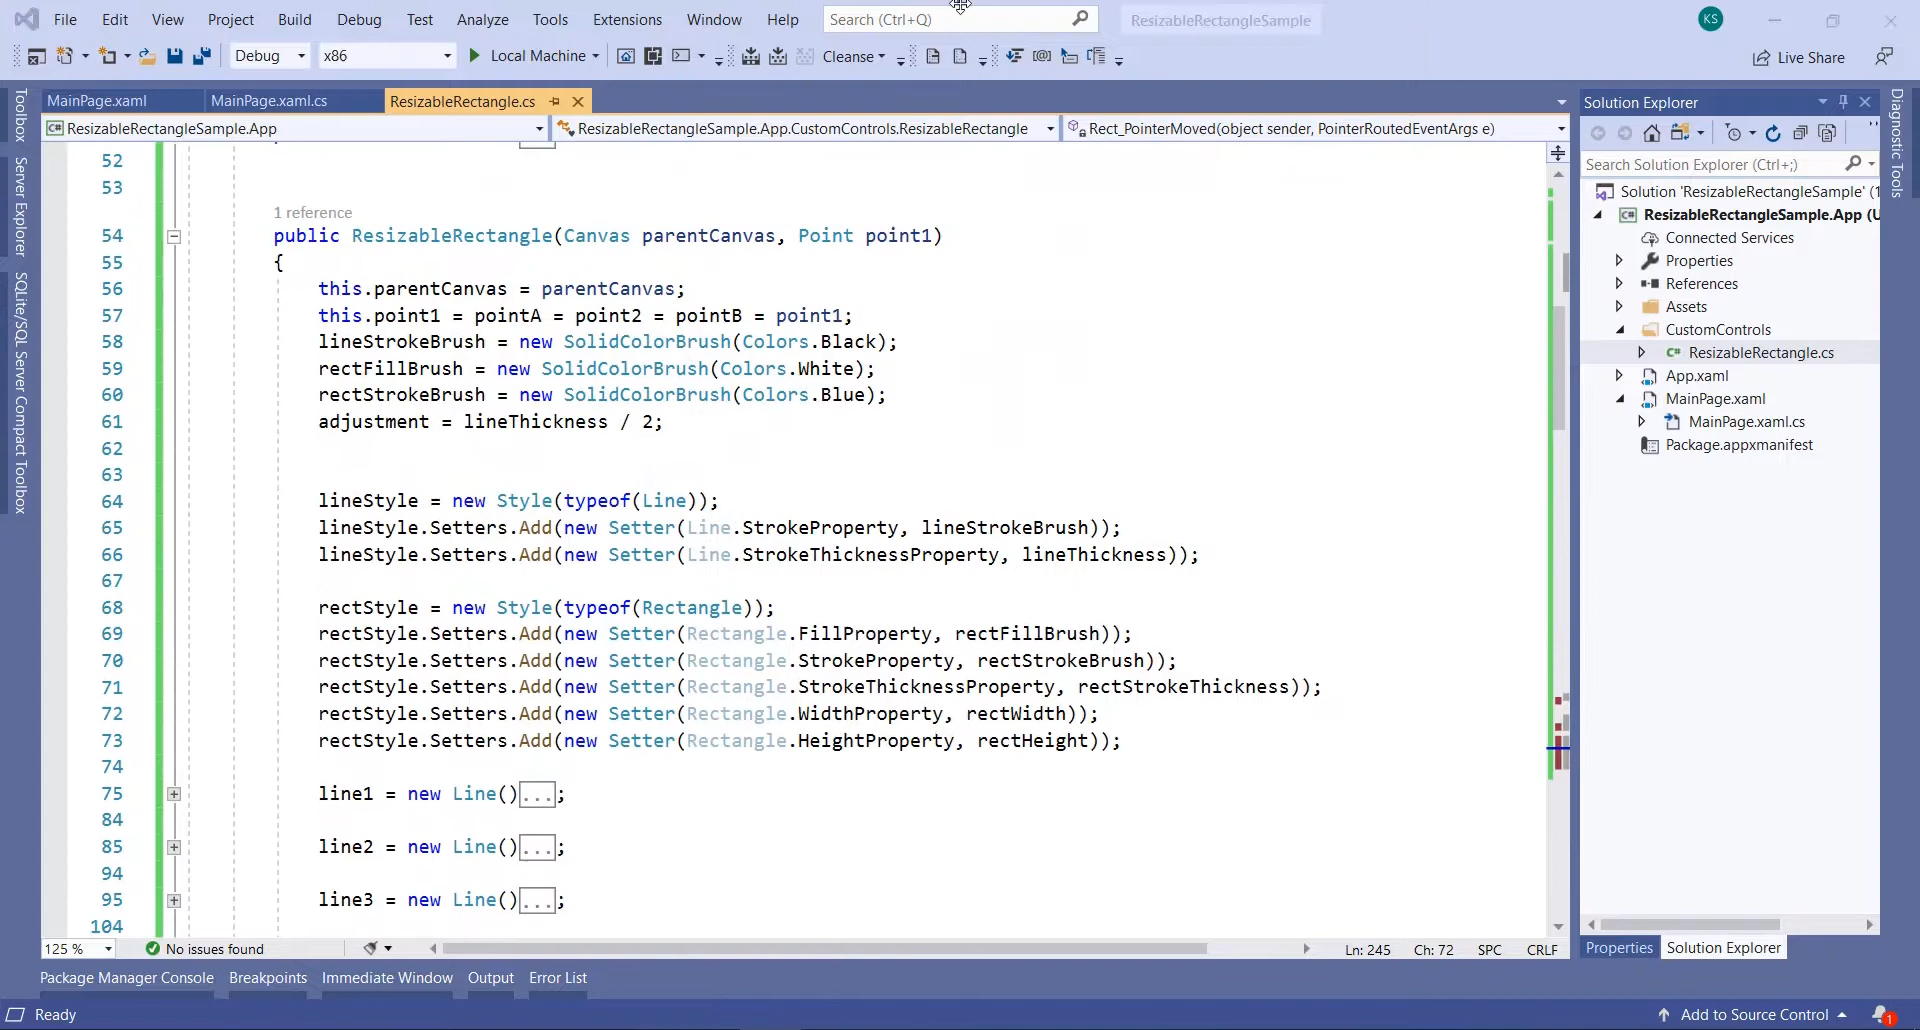 File Edit View Project Build Debug Test Analyze Tools Extensions Window Help Search (Ctrl+Q) ResizableRectangleSample KS
Debug x86 Local Machine Cleanse Live Share
MainPage.xaml MainPage.xaml.cs ResizableRectangle.cs
ResizableRectangleSample.App ResizableRectangleSample.App.CustomControls.ResizableRectangle Rect_PointerMoved(object sender, PointerRoutedEventArgs e)
Toolbox
Server Explorer
SQLite/SQL Server Compact Toolbox
52
53
1 reference
54 public ResizableRectangle(Canvas parentCanvas, Point point1)
55 {
56 this.parentCanvas = parentCanvas;
57 this.point1 = pointA = point2 = pointB = point1;
58 lineStrokeBrush = new SolidColorBrush(Colors.Black);
59 rectFillBrush = new SolidColorBrush(Colors.White);
60 rectStrokeBrush = new SolidColorBrush(Colors.Blue);
61 adjustment = lineThickness / 2;
62
63
64 lineStyle = new Style(typeof(Line));
65 lineStyle.Setters.Add(new Setter(Line.StrokeProperty, lineStrokeBrush));
66 lineStyle.Setters.Add(new Setter(Line.StrokeThicknessProperty, lineThickness));
67
68 rectStyle = new Style(typeof(Rectangle));
69 rectStyle.Setters.Add(new Setter(Rectangle.FillProperty, rectFillBrush));
70 rectStyle.Setters.Add(new Setter(Rectangle.StrokeProperty, rectStrokeBrush));
71 rectStyle.Setters.Add(new Setter(Rectangle.StrokeThicknessProperty, rectStrokeThickness));
72 rectStyle.Setters.Add(new Setter(Rectangle.WidthProperty, rectWidth));
73 rectStyle.Setters.Add(new Setter(Rectangle.HeightProperty, rectHeight));
74
75 line1 = new Line()...;
84
85 line2 = new Line()...;
94
95 line3 = new Line()...;
104
125 % No issues found Ln: 245 Ch: 72 SPC CRLF
Solution Explorer
Search Solution Explorer (Ctrl+;)
Solution 'ResizableRectangleSample' (1
ResizableRectangleSample.App (U
Connected Services
Properties
References
Assets
CustomControls
C# ResizableRectangle.cs
App.xaml
MainPage.xaml
MainPage.xaml.cs
Package.appxmanifest
Properties Solution Explorer
Diagnostic Tools
Package Manager Console Breakpoints Immediate Window Output Error List
Ready Add to Source Control 1